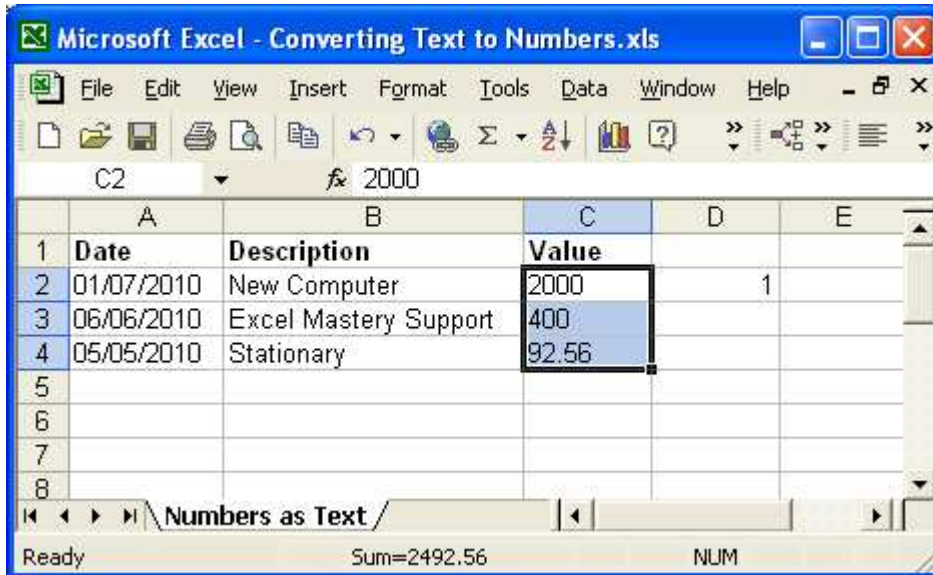 Microsoft Excel - Converting Text to Numbers.xls
File Edit View Insert Format Tools Data Window Help
C2 fx 2000
A B C D E
1 Date Description Value
2 01/07/2010 New Computer 2000 1
3 06/06/2010 Excel Mastery Support 400
4 05/05/2010 Stationary 92.56
5
6
7
8
Numbers as Text
Ready Sum=2492.56 NUM